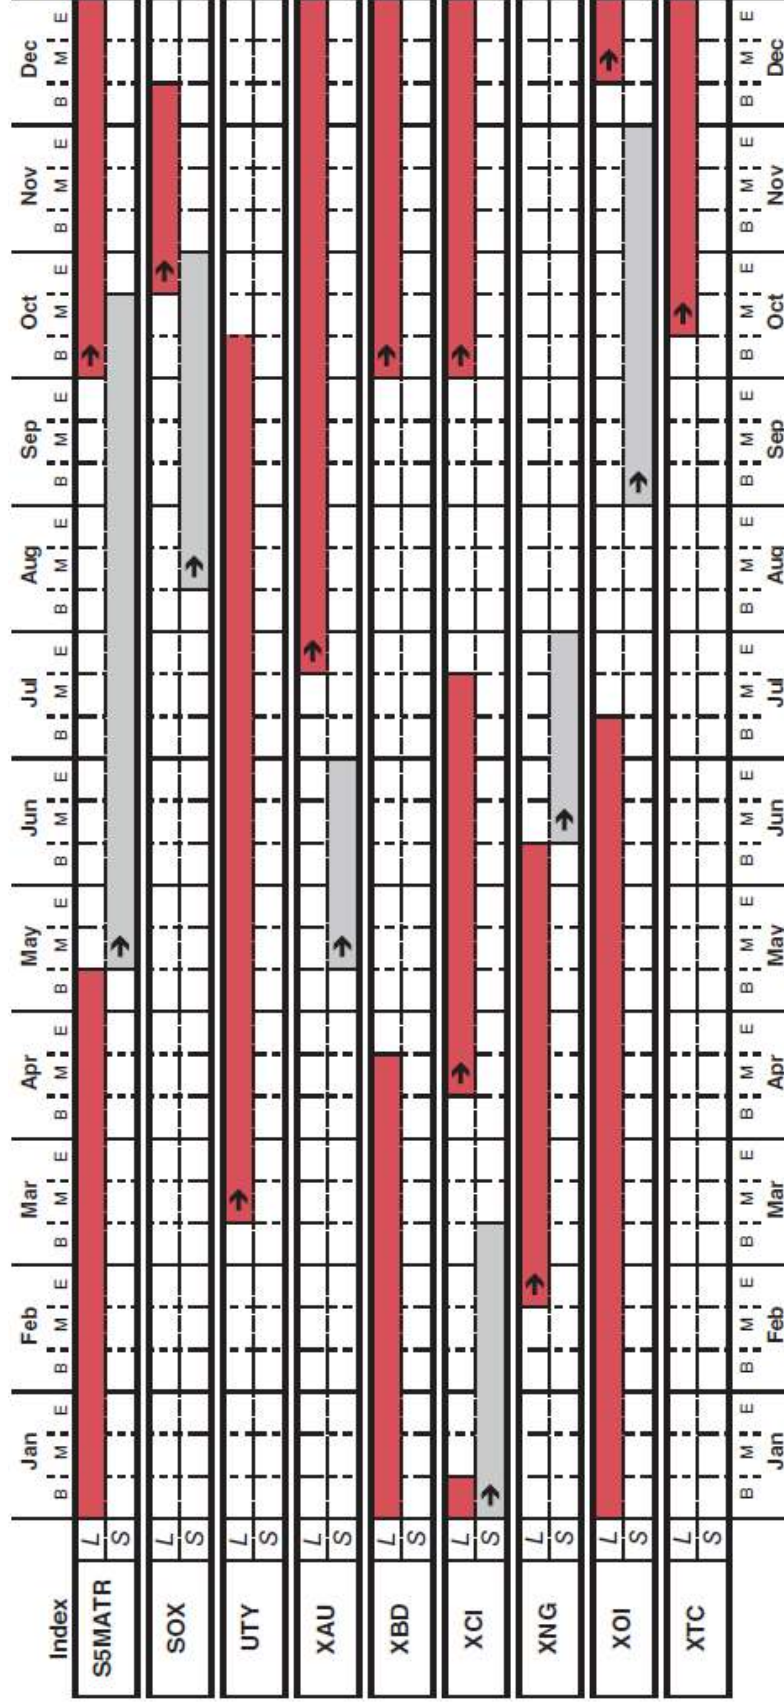 Index Jan Feb Mar Apr May Jun Jul Aug Sep Oct Nov Dec
B M E B M E B M E B M E B M E B M E B M E B M E B M E B M E B M E B M E
S5MATR L
S
SOX L
S
UTY L
S
XAU L
S
XBD L
S
XCI L
S
XNG L
S
XOI L
S
XTC L
S
B M E B M E B M E B M E B M E B M E B M E B M E B M E B M E B M E B M E
Jan Feb Mar Apr May Jun Jul Aug Sep Oct Nov Dec